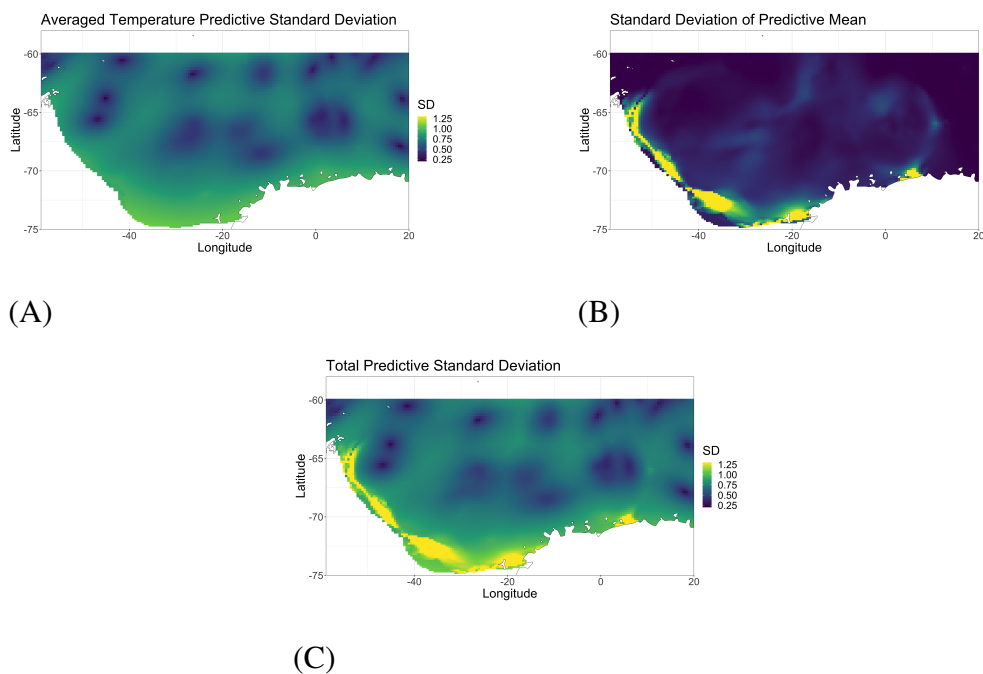 Averaged Temperature Predictive Standard Deviation
-60
-65
-70
-75
Latitude
-40
-20
0
20
Longitude
SD
1.25
1.00
0.75
0.50
0.25
(A)
Standard Deviation of Predictive Mean
-60
-65
-70
-75
Latitude
-40
-20
0
20
Longitude
(B)
Total Predictive Standard Deviation
-60
-65
-70
-75
Latitude
-40
-20
0
20
Longitude
SD
1.25
1.00
0.75
0.50
0.25
(C)